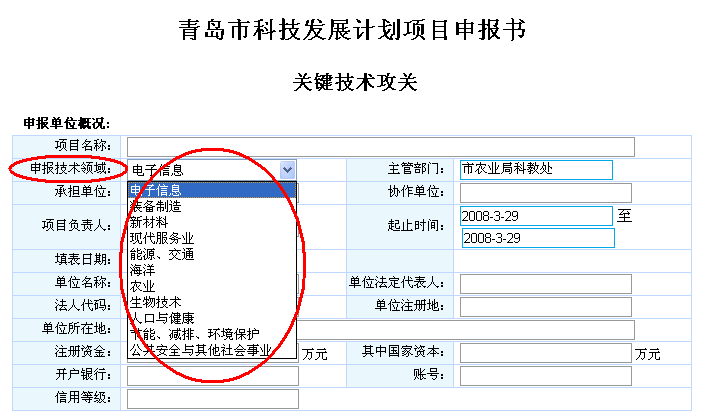 青岛市科技发展计划项目申报书
关键技术攻关
申报单位概况:
项目名称:
申报技术领域: 电子信息 主管部门: 市农业局科教处
承担单位: 电子信息 协作单位:
装备制造
项目负责人: 新材料 起止时间: 2008-3-29 至
现代服务业 2008-3-29
填表日期: 能源、交通
海洋
单位名称: 农业 单位法定代表人:
法人代码: 生物技术 单位注册地:
人口与健康
单位所在地: 节能、减排、环境保护
注册资金: 公共安全与其他社会事业 万元 其中国家资本: 万元
开户银行: 账号:
信用等级: